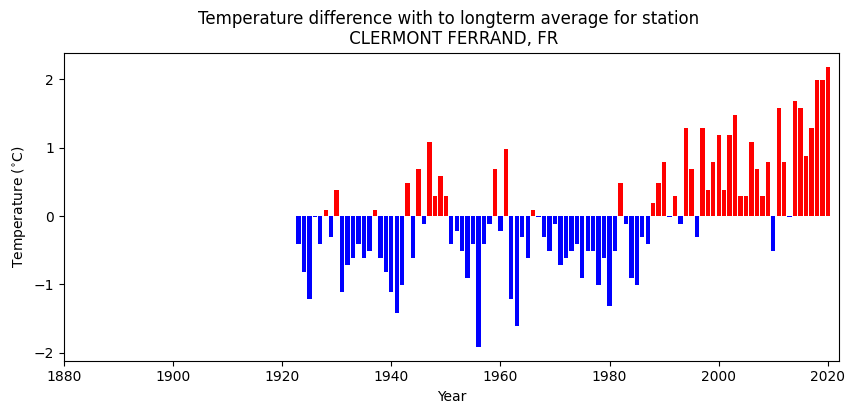 Temperature difference with to longterm average for station
CLERMONT FERRAND, FR
2
1
0
−1
−2
Temperature (°C)
1880 1900 1920 1940 1960 1980 2000 2020
Year